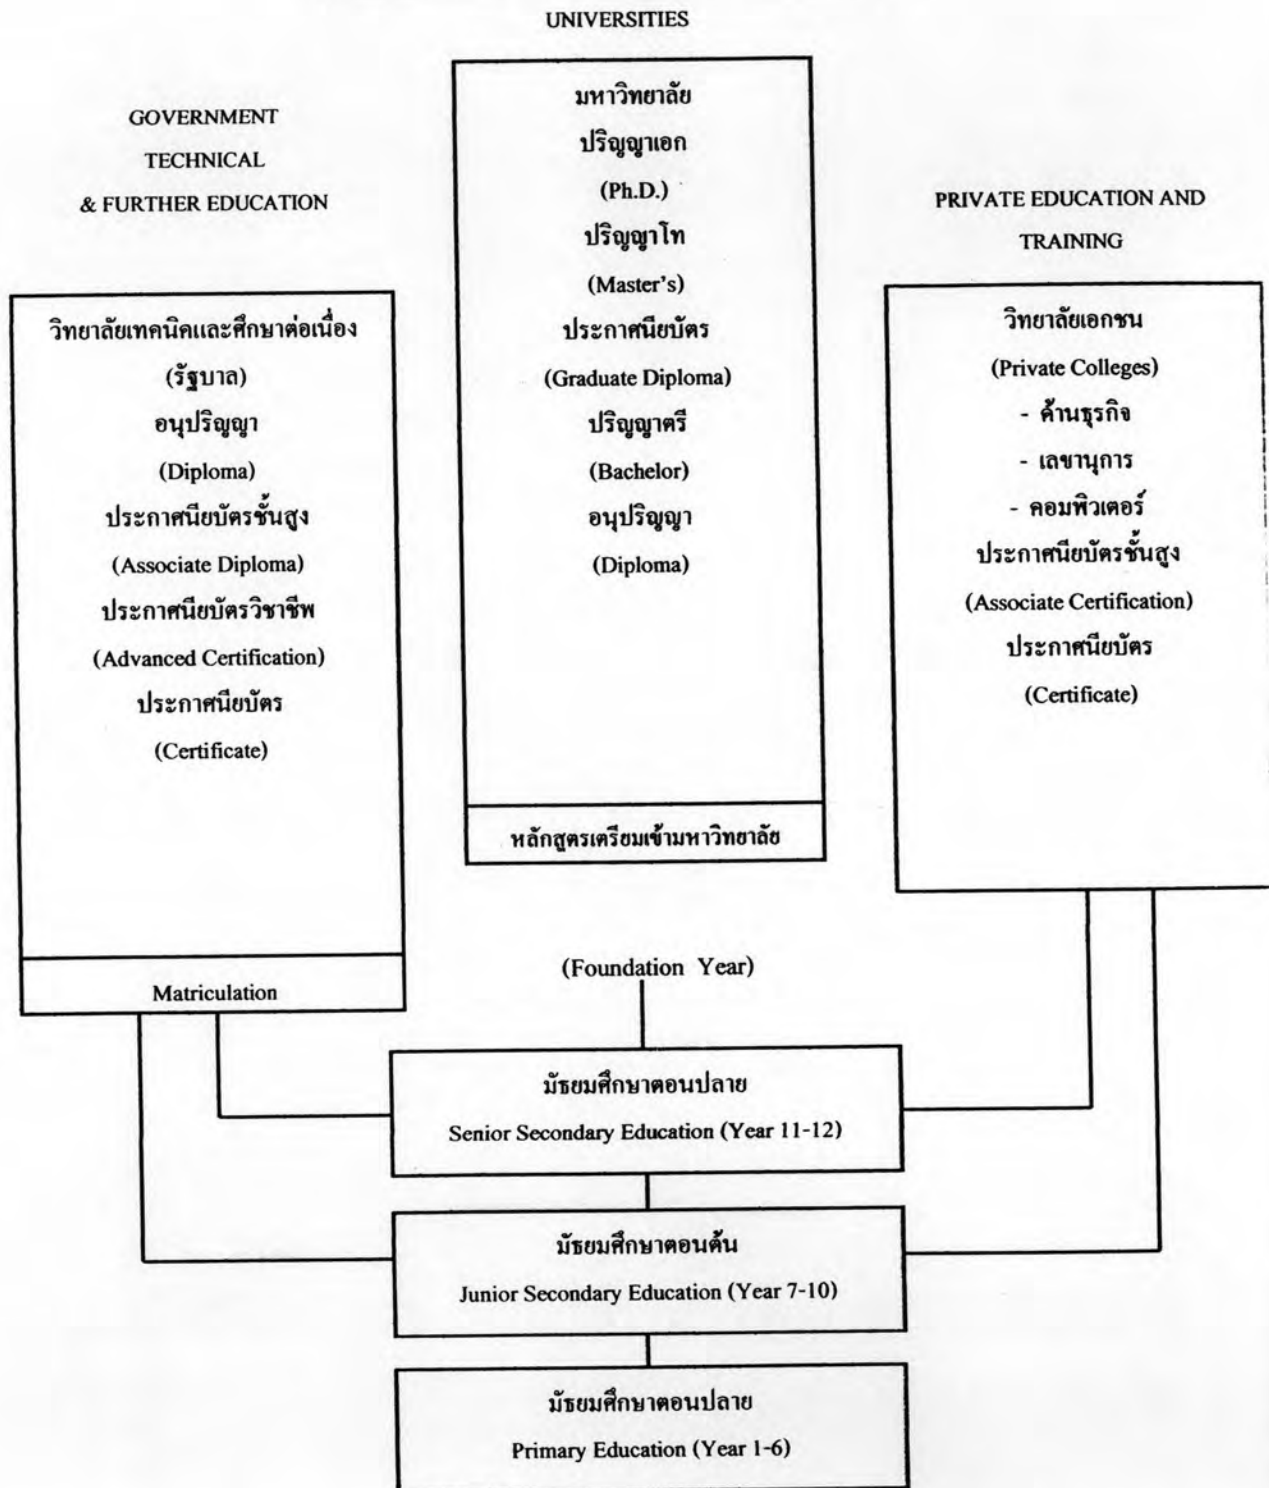 UNIVERSITIES
มหาวิทยาลัย
ปริญญาเอก
(Ph.D.)
ปริญญาโท
(Master's)
ประกาศนียบัตร
(Graduate Diploma)
ปริญญาตรี
(Bachelor)
อนุปริญญา
(Diploma)
หลักสูตรเตรียมเข้ามหาวิทยาลัย
(Foundation Year)
GOVERNMENT
TECHNICAL
& FURTHER EDUCATION
วิทยาลัยเทคนิคและศึกษาต่อเนื่อง
(รัฐบาล)
อนุปริญญา
(Diploma)
ประกาศนียบัตรชั้นสูง
(Associate Diploma)
ประกาศนียบัตรวิชาชีพ
(Advanced Certification)
ประกาศนียบัตร
(Certificate)
Matriculation
PRIVATE EDUCATION AND
TRAINING
วิทยาลัยเอกชน
(Private Colleges)
- ด้านธุรกิจ
- เลขานุการ
- คอมพิวเตอร์
ประกาศนียบัตรชั้นสูง
(Associate Certification)
ประกาศนียบัตร
(Certificate)
มัธยมศึกษาตอนปลาย
Senior Secondary Education (Year 11-12)
มัธยมศึกษาตอนต้น
Junior Secondary Education (Year 7-10)
มัธยมศึกษาตอนปลาย
Primary Education (Year 1-6)